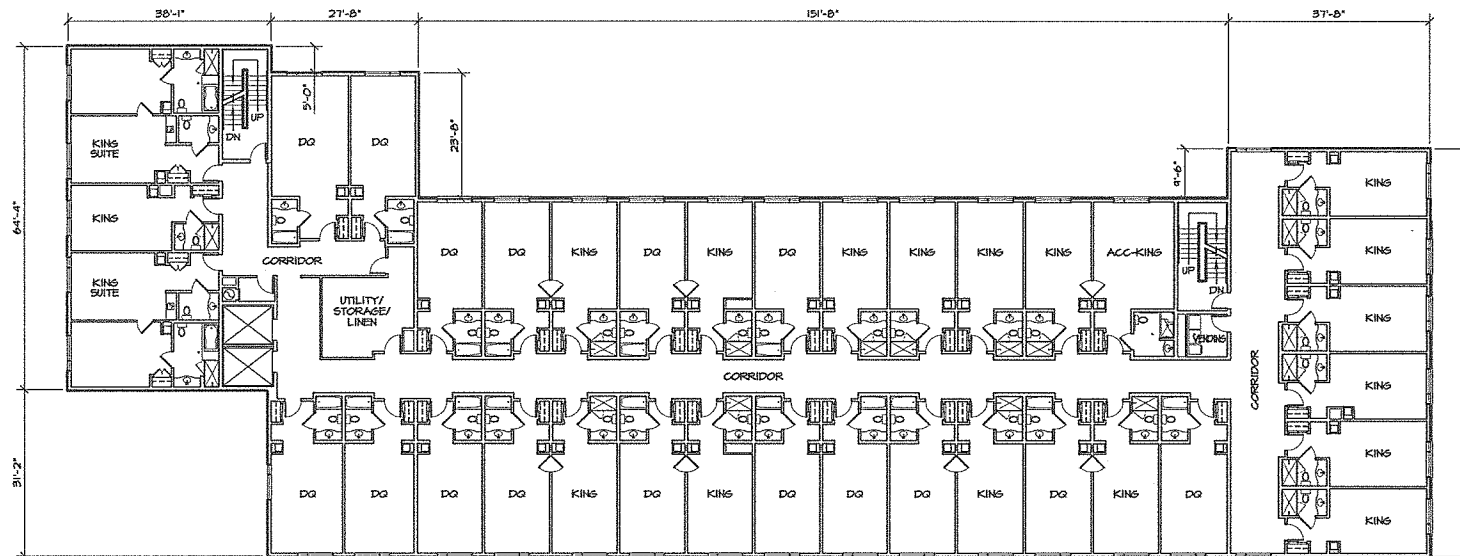 38'-1"
27'-8"
151'-8"
37'-8"
5'-0"
23'-8"
9'-6"
64'-4"
31'-2"
UP
DN
KING
SUITE
DQ
DQ
KING
KING
SUITE
CORRIDOR
UTILITY/
STORAGE/
LINEN
DQ
DQ
KING
DQ
KING
DQ
KING
KING
KING
KING
ACC-KING
UP
DN
VENDING
CORRIDOR
CORRIDOR
KING
KING
KING
KING
KING
KING
DQ
DQ
DQ
DQ
KING
DQ
KING
DQ
DQ
DQ
KING
DQ
KING
DQ